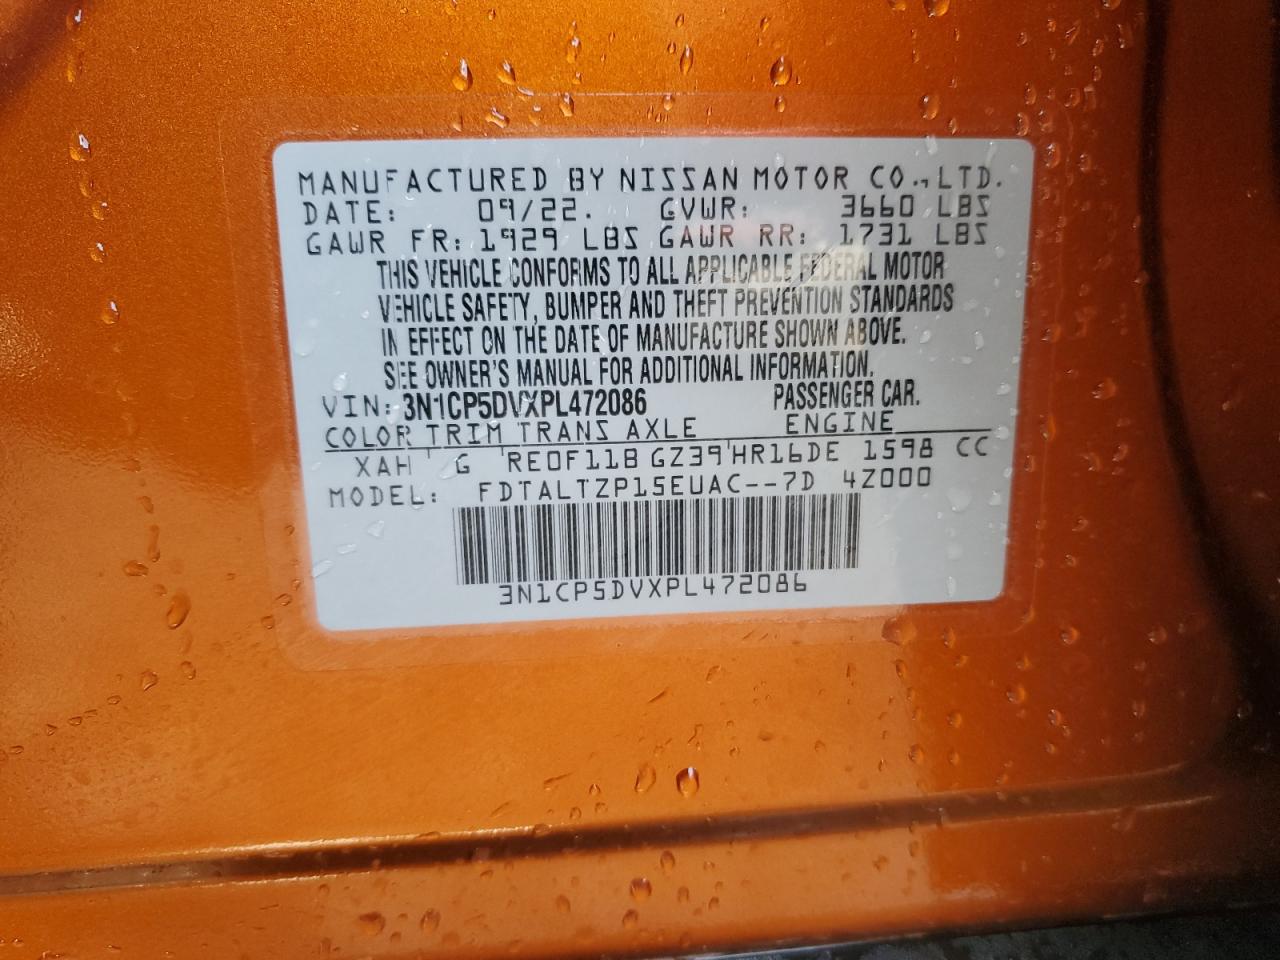 MANUFACTURED BY NISSAN MOTOR CO., LTD.
DATE: 09/22. GVWR: 3660 LBS
GAWR FR: 1929 LBS GAWR RR: 1731 LBS
THIS VEHICLE CONFORMS TO ALL APPLICABLE FEDERAL MOTOR
VEHICLE SAFETY, BUMPER AND THEFT PREVENTION STANDARDS
IN EFFECT ON THE DATE OF MANUFACTURE SHOWN ABOVE.
SEE OWNER'S MANUAL FOR ADDITIONAL INFORMATION.
VIN: 3N1CP5DVXPL472086 PASSENGER CAR.
COLOR TRIM TRANS AXLE ENGINE
XAH G RE0F11B GZ39 HR16DE 1598 CC
MODEL: FDTALTZP15EUAC--7D 4Z000
3N1CP5DVXPL472086